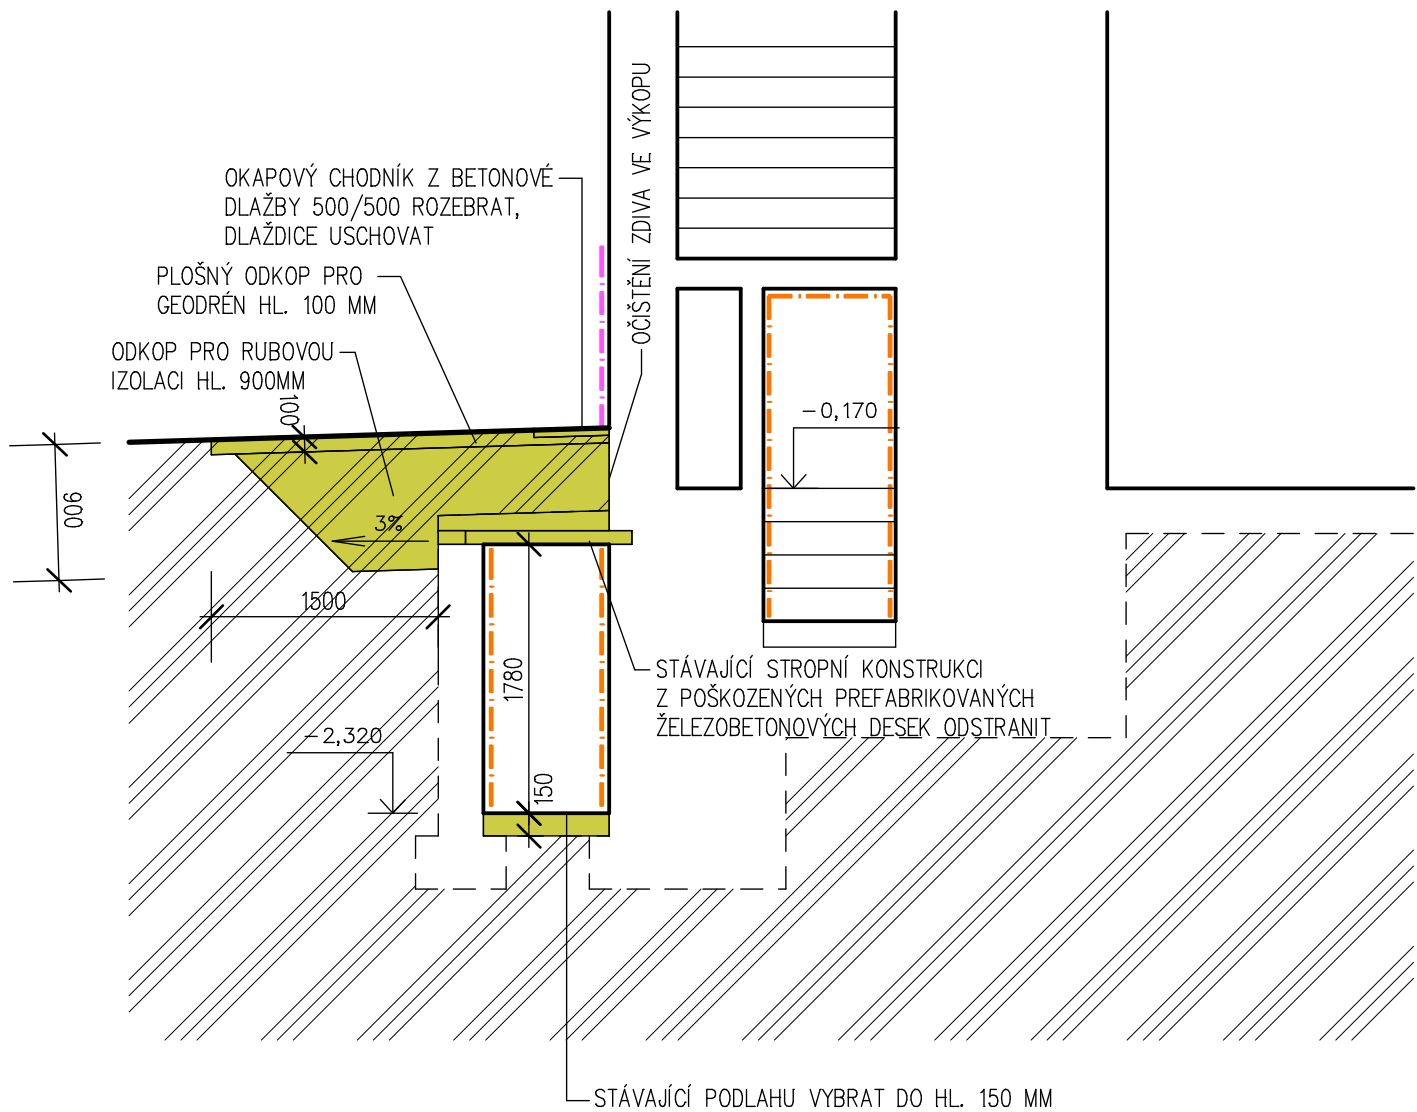 OČIŠTĚNÍ ZDIVA VE VÝKOPU
OKAPOVÝ CHODNÍK Z BETONOVÉ
DLAŽBY 500/500 ROZEBRAT,
DLAŽDICE USCHOVAT
PLOŠNÝ ODKOP PRO
GEODRÉN HL. 100 MM
ODKOP PRO RUBOVOU
IZOLACI HL. 900MM
100
-0,170
900
3%
1500
1780
STÁVAJÍCÍ STROPNÍ KONSTRUKCI
Z POŠKOZENÝCH PREFABRIKOVANÝCH
ŽELEZOBETONOVÝCH DESEK ODSTRANIT
-2,320
150
STÁVAJÍCÍ PODLAHU VYBRAT DO HL. 150 MM